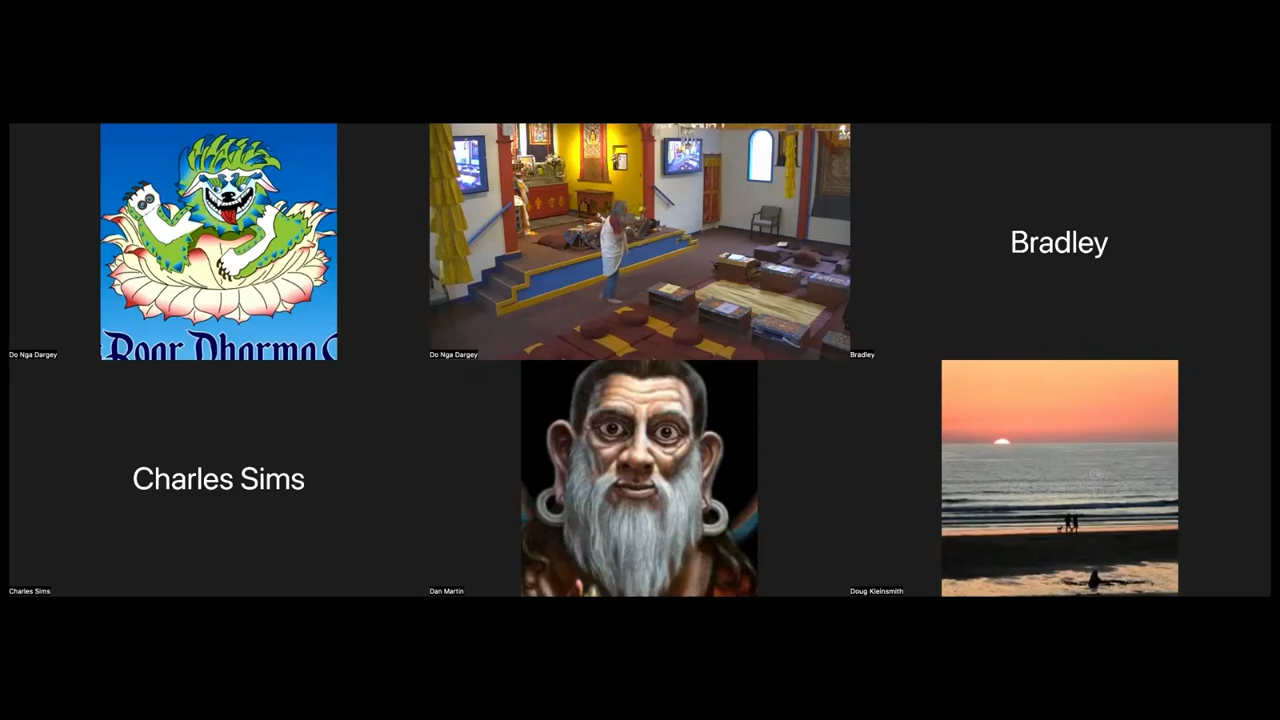 Roar Dharma C
Bradley
Do Nga Dargey
Do Nga Dargey
Bradley
Charles Sims
Charles Sims
Dan Martin
Doug Kleinsmith